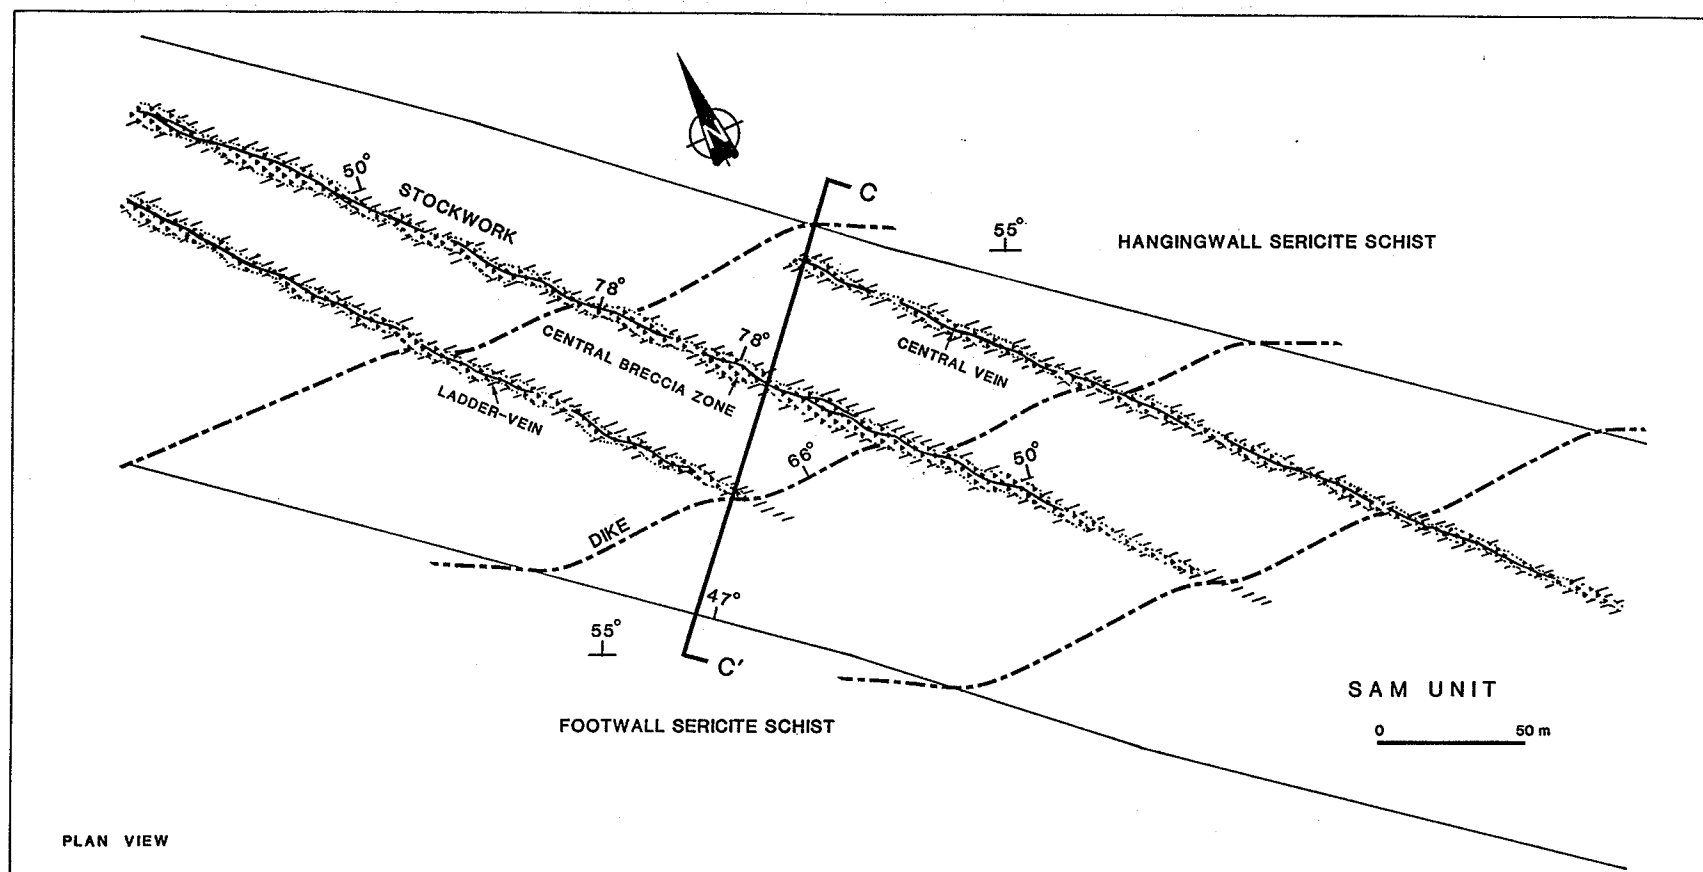 N
C
50°
STOCKWORK
55°
HANGINGWALL SERICITE SCHIST
78°
CENTRAL BRECCIA ZONE
78°
CENTRAL VEIN
LADDER-VEIN
66°
50°
DIKE
47°
55°
C'
SAM UNIT
FOOTWALL SERICITE SCHIST
0 50 m
PLAN VIEW